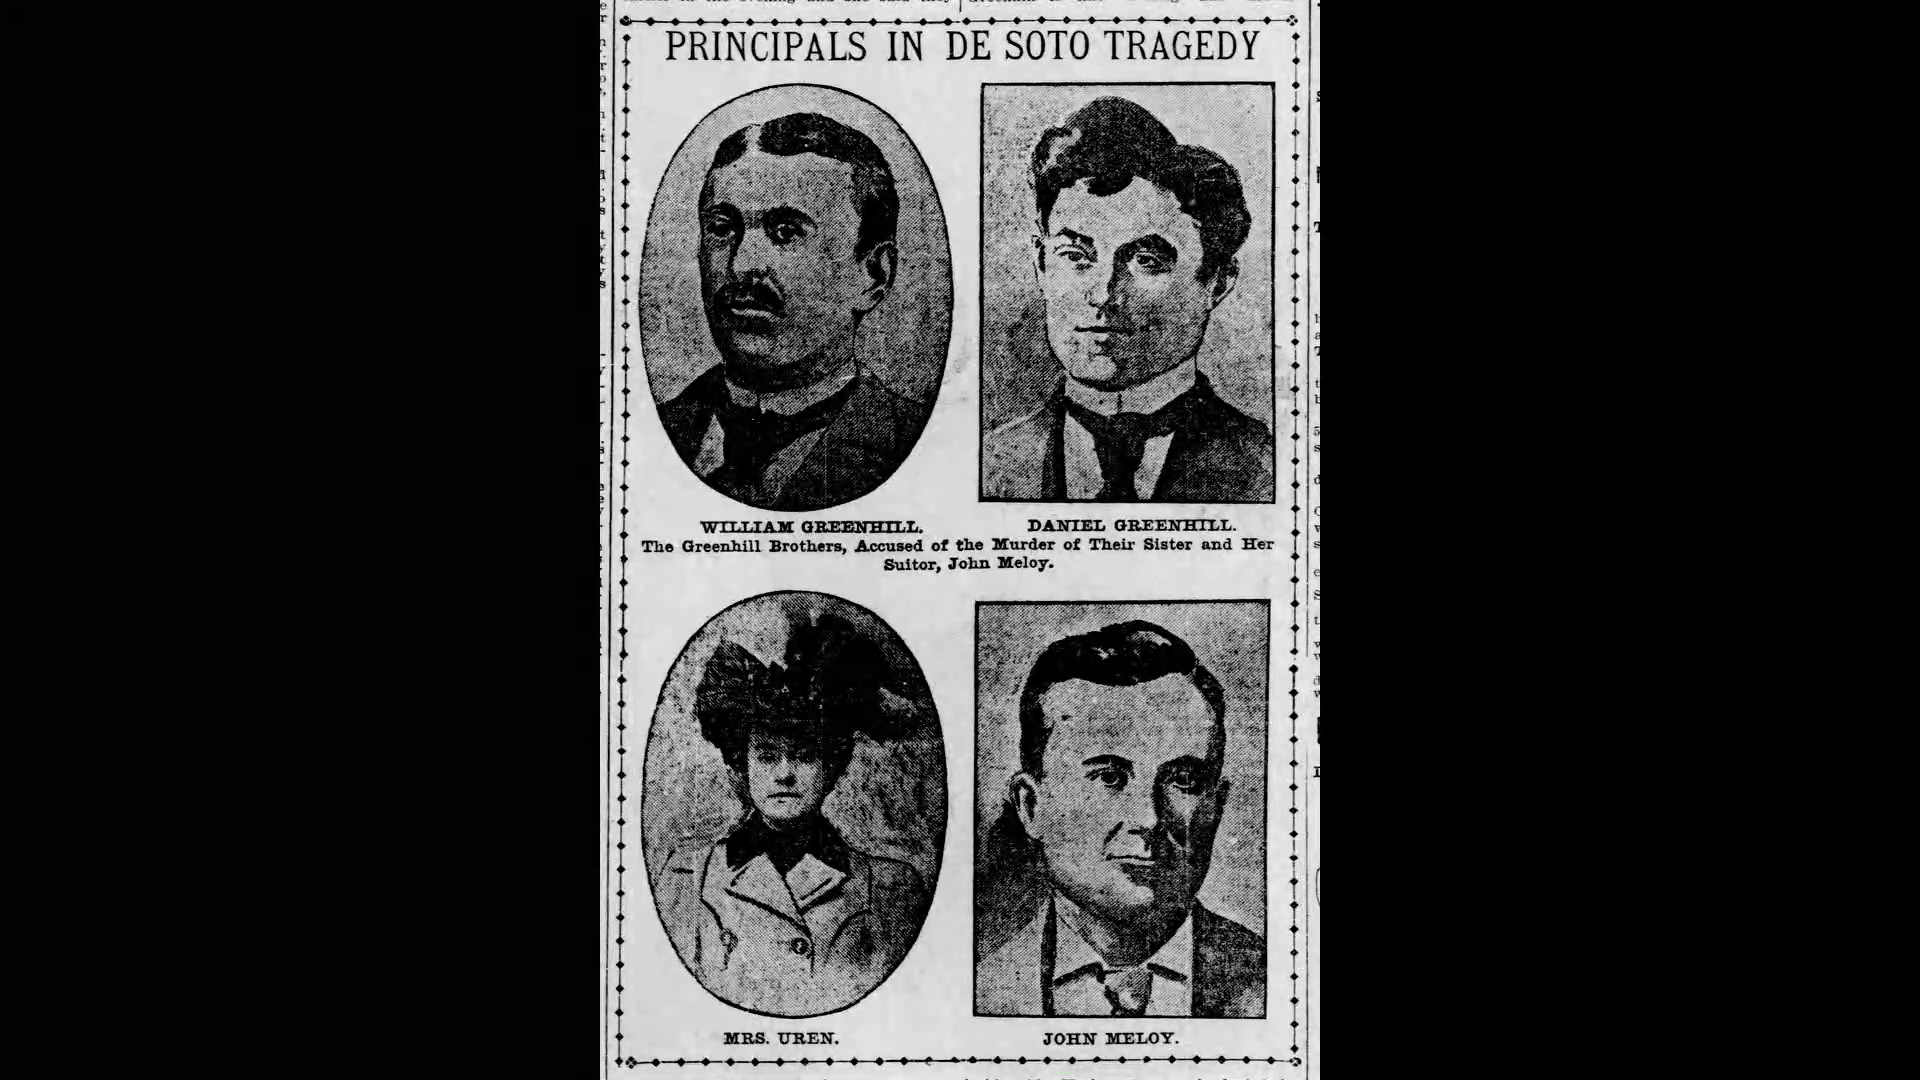 PRINCIPALS IN DE SOTO TRAGEDY
WILLIAM GREENHILL.
DANIEL GREENHILL.
The Greenhill Brothers, Accused of the Murder of Their Sister and Her
Suitor, John Meloy.
MRS. UREN.
JOHN MELOY.